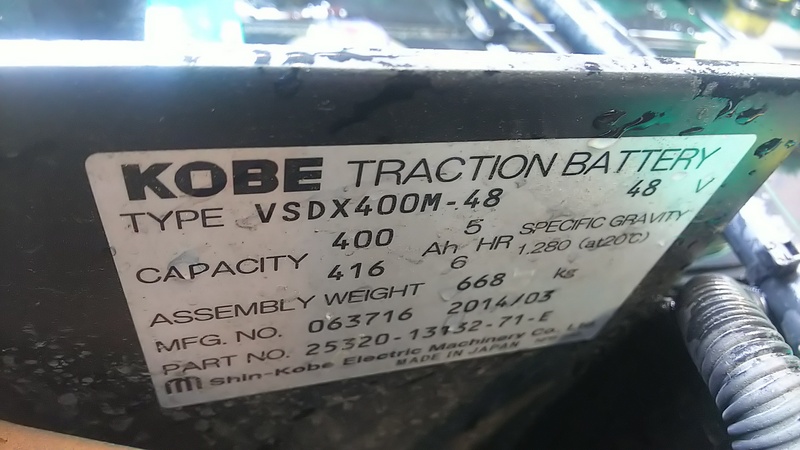 KOBE TRACTION BATTERY
TYPE VSDX400M-48 48 V
CAPACITY 400 Ah 5 HR SPECIFIC GRAVITY
416 6 1.280 (at20℃)
ASSEMBLY WEIGHT 668 kg
MFG. NO. 063716 2014/03
PART NO. 25320-13132-71-E
Shin-Kobe Electric Machinery Co. Ltd
MADE IN JAPAN